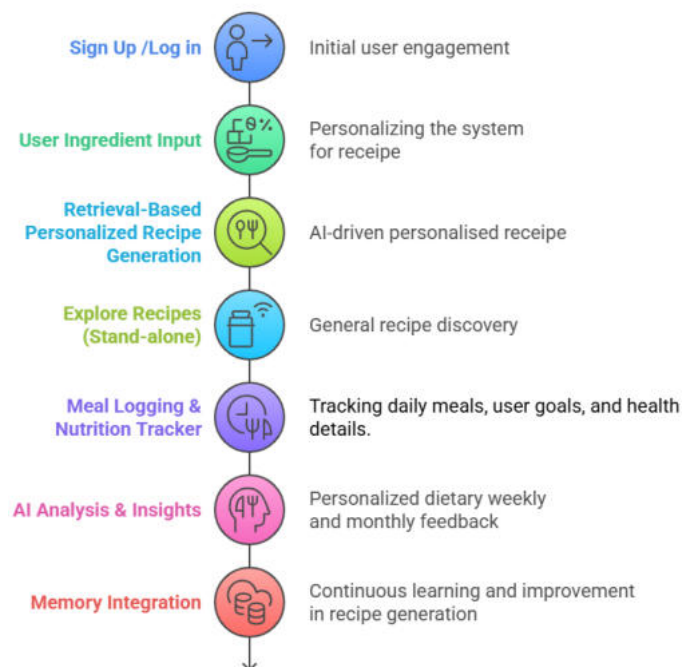 Sign Up /Log in
Initial user engagement
User Ingredient Input
Personalizing the system
for receipe
Retrieval-Based
Personalized Recipe
Generation
AI-driven personalised receipe
Explore Recipes
(Stand-alone)
General recipe discovery
Meal Logging &
Nutrition Tracker
Tracking daily meals, user goals, and health
details.
AI Analysis & Insights
Personalized dietary weekly
and monthly feedback
Memory Integration
Continuous learning and improvement
in recipe generation